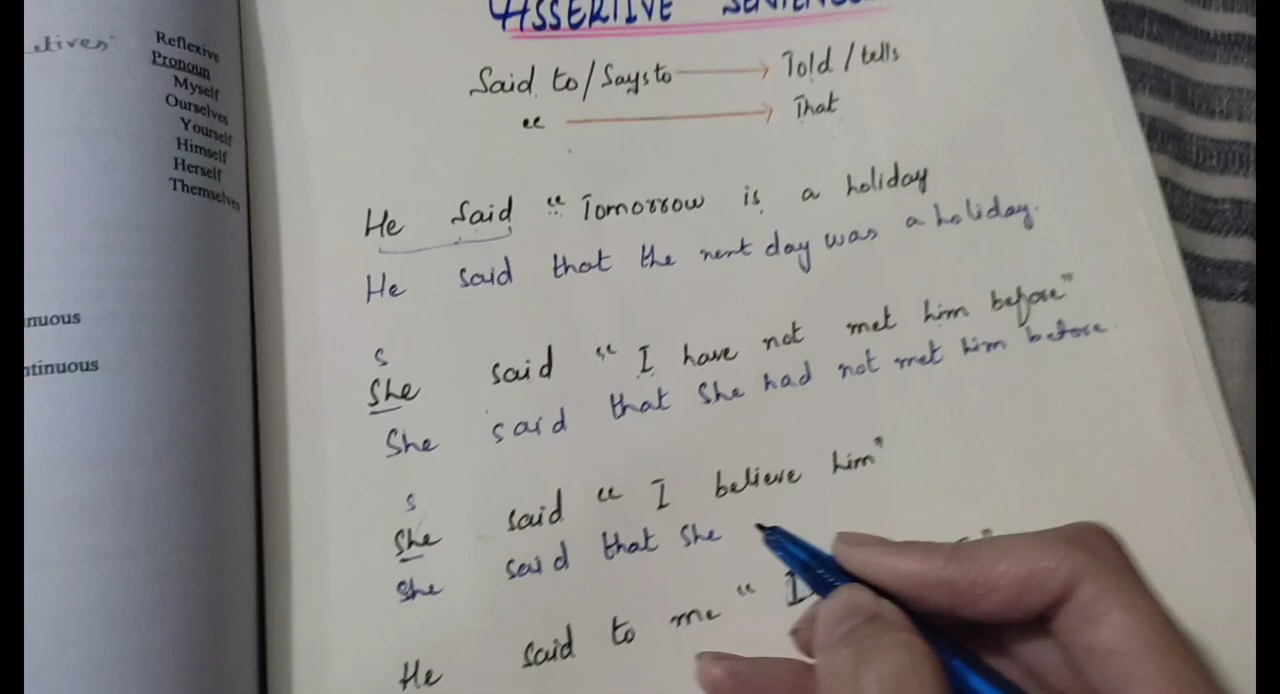 ASSERTIVE
Reflexive
Pronoun
Myself
Ourselves
Yourself
Himself
Herself
Themselves
Said to/Says to → Told/tells
“ → That
He Said “Tomorrow is a holiday
He said that the next day was a holiday.
S
She said “I have not met him before”
She said that She had not met him before.
S
She said “I believe him”
She said that She
He said to me “I